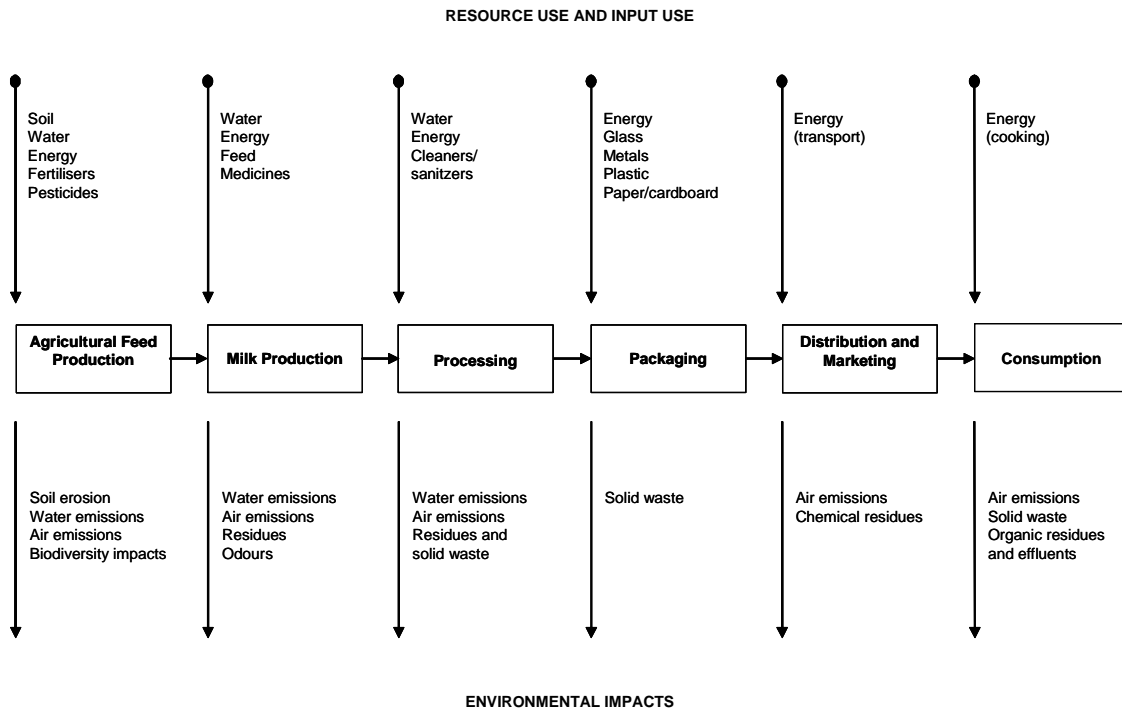 RESOURCE USE AND INPUT USE
Soil
Water
Energy
Fertilisers
Pesticides
Water
Energy
Feed
Medicines
Water
Energy
Cleaners/
sanitzers
Energy
Glass
Metals
Plastic
Paper/cardboard
Energy
(transport)
Energy
(cooking)
Agricultural Feed
Production
Milk Production
Processing
Packaging
Distribution and
Marketing
Consumption
Soil erosion
Water emissions
Air emissions
Biodiversity impacts
Water emissions
Air emissions
Residues
Odours
Water emissions
Air emissions
Residues and
solid waste
Solid waste
Air emissions
Chemical residues
Air emissions
Solid waste
Organic residues
and effluents
ENVIRONMENTAL IMPACTS